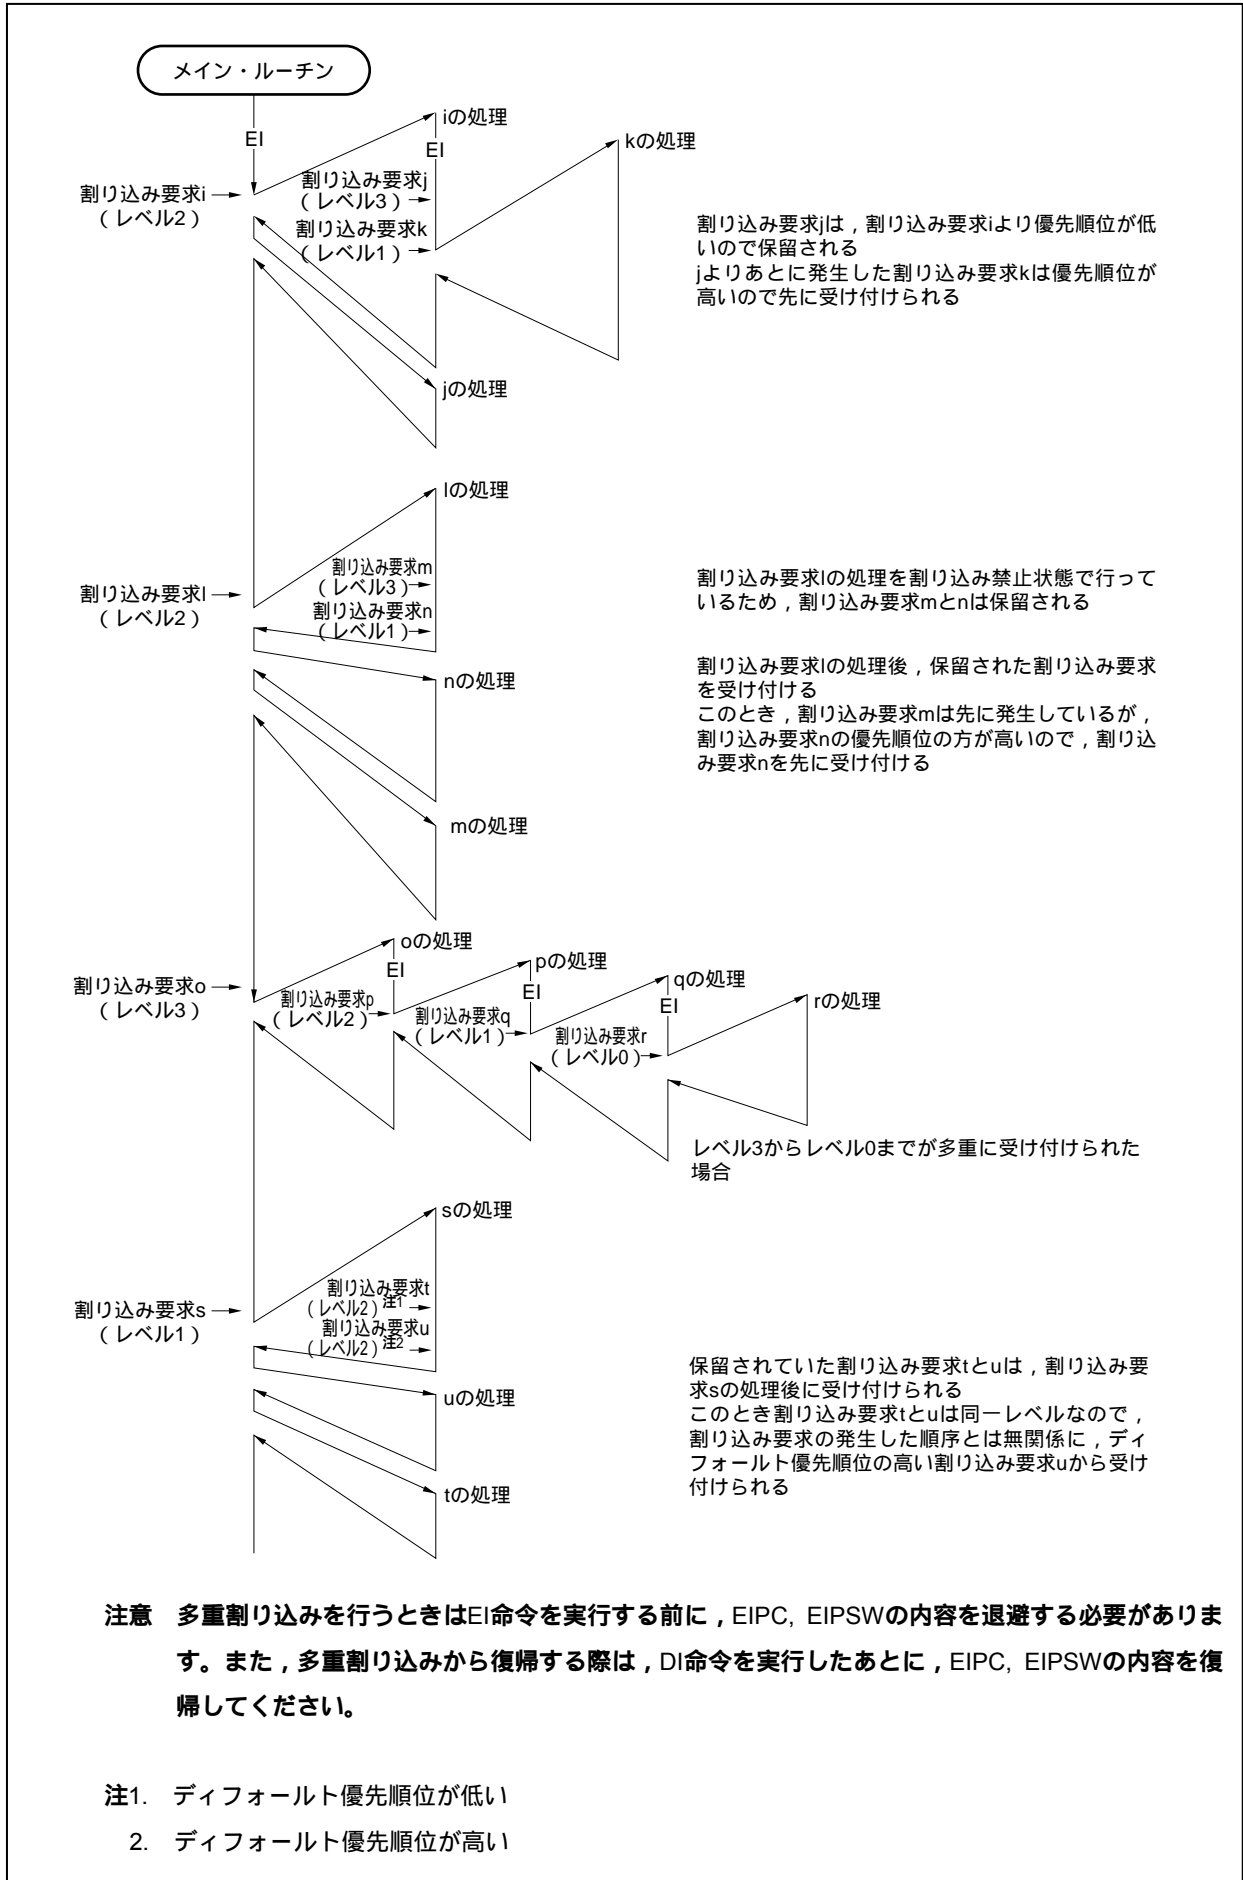 メイン・ルーチン
EI
iの処理
EI
kの処理
割り込み要求i
（レベル2）
割り込み要求j
（レベル3）
割り込み要求k
（レベル1）
割り込み要求jは，割り込み要求iより優先順位が低
いので保留される
jよりあとに発生した割り込み要求kは優先順位が
高いので先に受け付けられる
jの処理
lの処理
割り込み要求l
（レベル2）
割り込み要求m
（レベル3）
割り込み要求n
（レベル1）
割り込み要求lの処理を割り込み禁止状態で行って
いるため，割り込み要求mとnは保留される
nの処理
割り込み要求lの処理後，保留された割り込み要求
を受け付ける
このとき，割り込み要求mは先に発生しているが，
割り込み要求nの優先順位の方が高いので，割り込
み要求nを先に受け付ける
mの処理
oの処理
EI
pの処理
EI
qの処理
EI
rの処理
割り込み要求o
（レベル3）
割り込み要求p
（レベル2）
割り込み要求q
（レベル1）
割り込み要求r
（レベル0）
レベル3からレベル0までが多重に受け付けられた
場合
sの処理
割り込み要求s
（レベル1）
割り込み要求t
（レベル2）注1
割り込み要求u
（レベル2）注2
uの処理
保留されていた割り込み要求tとuは，割り込み要
求sの処理後に受け付けられる
このとき割り込み要求tとuは同一レベルなので，
割り込み要求の発生した順序とは無関係に，ディ
フォールト優先順位の高い割り込み要求uから受け
付けられる
tの処理
注意　多重割り込みを行うときはEI命令を実行する前に，EIPC, EIPSWの内容を退避する必要がありま
す。また，多重割り込みから復帰する際は，DI命令を実行したあとに，EIPC, EIPSWの内容を復
帰してください。
注1.　ディフォールト優先順位が低い
2.　ディフォールト優先順位が高い